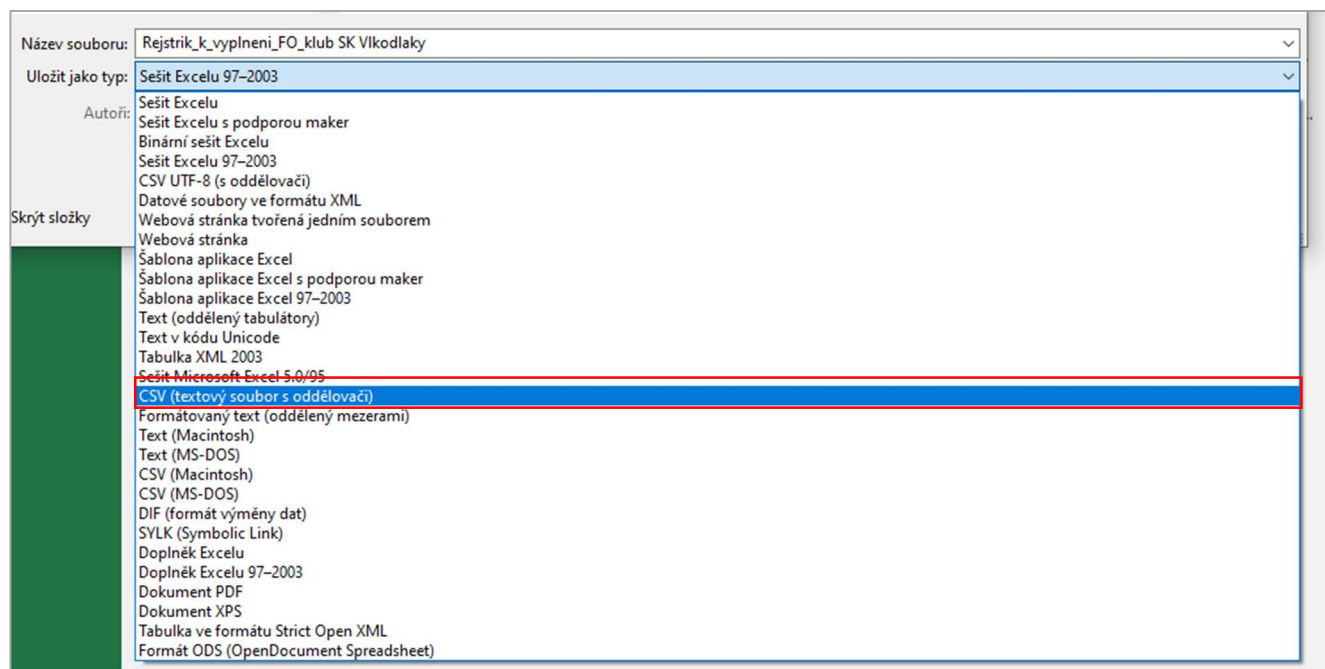 Název souboru: Rejstrik_k_vyplneni_FO_klub SK Vlkodlaky
Uložit jako typ: Sešit Excelu 97–2003
Autoři:
Sešit Excelu
Sešit Excelu s podporou maker
Binární sešit Excelu
Sešit Excelu 97–2003
CSV UTF-8 (s oddělovači)
Datové soubory ve formátu XML
Webová stránka tvořená jedním souborem
Skrýt složky
Webová stránka
Šablona aplikace Excel
Šablona aplikace Excel s podporou maker
Šablona aplikace Excel 97–2003
Text (oddělený tabulátory)
Text v kódu Unicode
Tabulka XML 2003
Sešit Microsoft Excel 5.0/95
CSV (textový soubor s oddělovači)
Formátovaný text (oddělený mezerami)
Text (Macintosh)
Text (MS-DOS)
CSV (Macintosh)
CSV (MS-DOS)
DIF (formát výměny dat)
SYLK (Symbolic Link)
Doplněk Excelu
Doplněk Excelu 97–2003
Dokument PDF
Dokument XPS
Tabulka ve formátu Strict Open XML
Formát ODS (OpenDocument Spreadsheet)